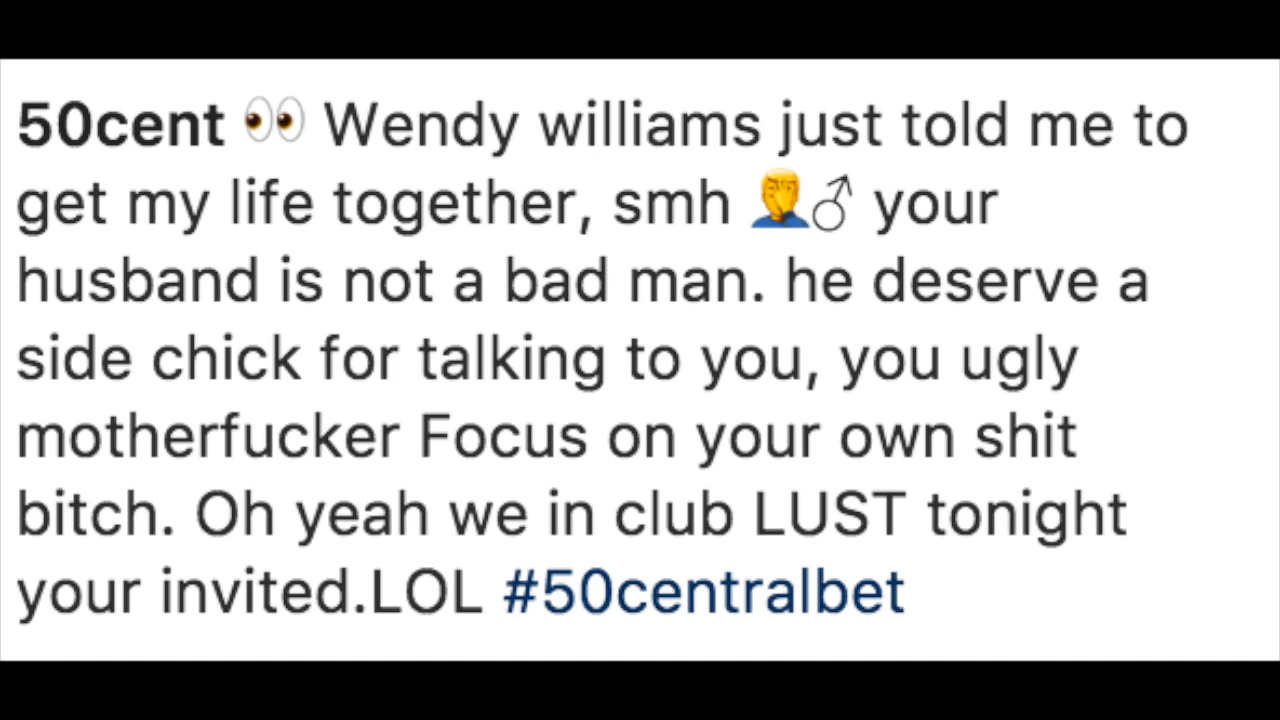 50cent 👀 Wendy williams just told me to
get my life together, smh 🤦♂ your
husband is not a bad man. he deserve a
side chick for talking to you, you ugly
motherfucker Focus on your own shit
bitch. Oh yeah we in club LUST tonight
your invited.LOL #50centralbet